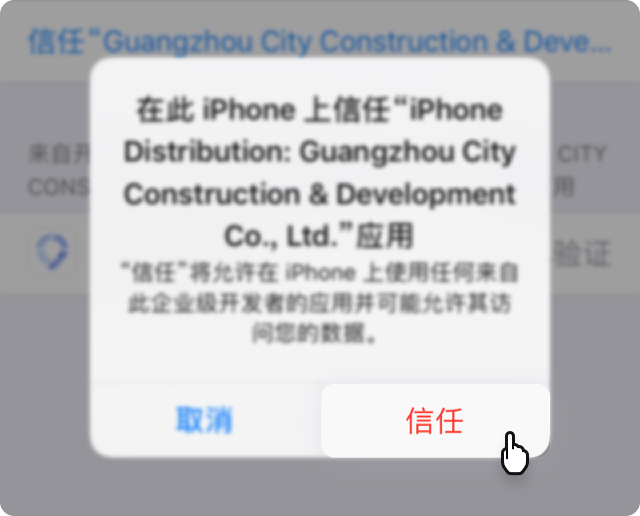 信任“Guangzhou City Construction & Deve...
在此 iPhone 上信任“iPhone
Distribution: Guangzhou City
Construction & Development
Co., Ltd.”应用
“信任”将允许在 iPhone 上使用任何来自
此企业级开发者的应用并可能允许其访
问您的数据。
来自开 CITY
CONS 用
验证
取消
信任